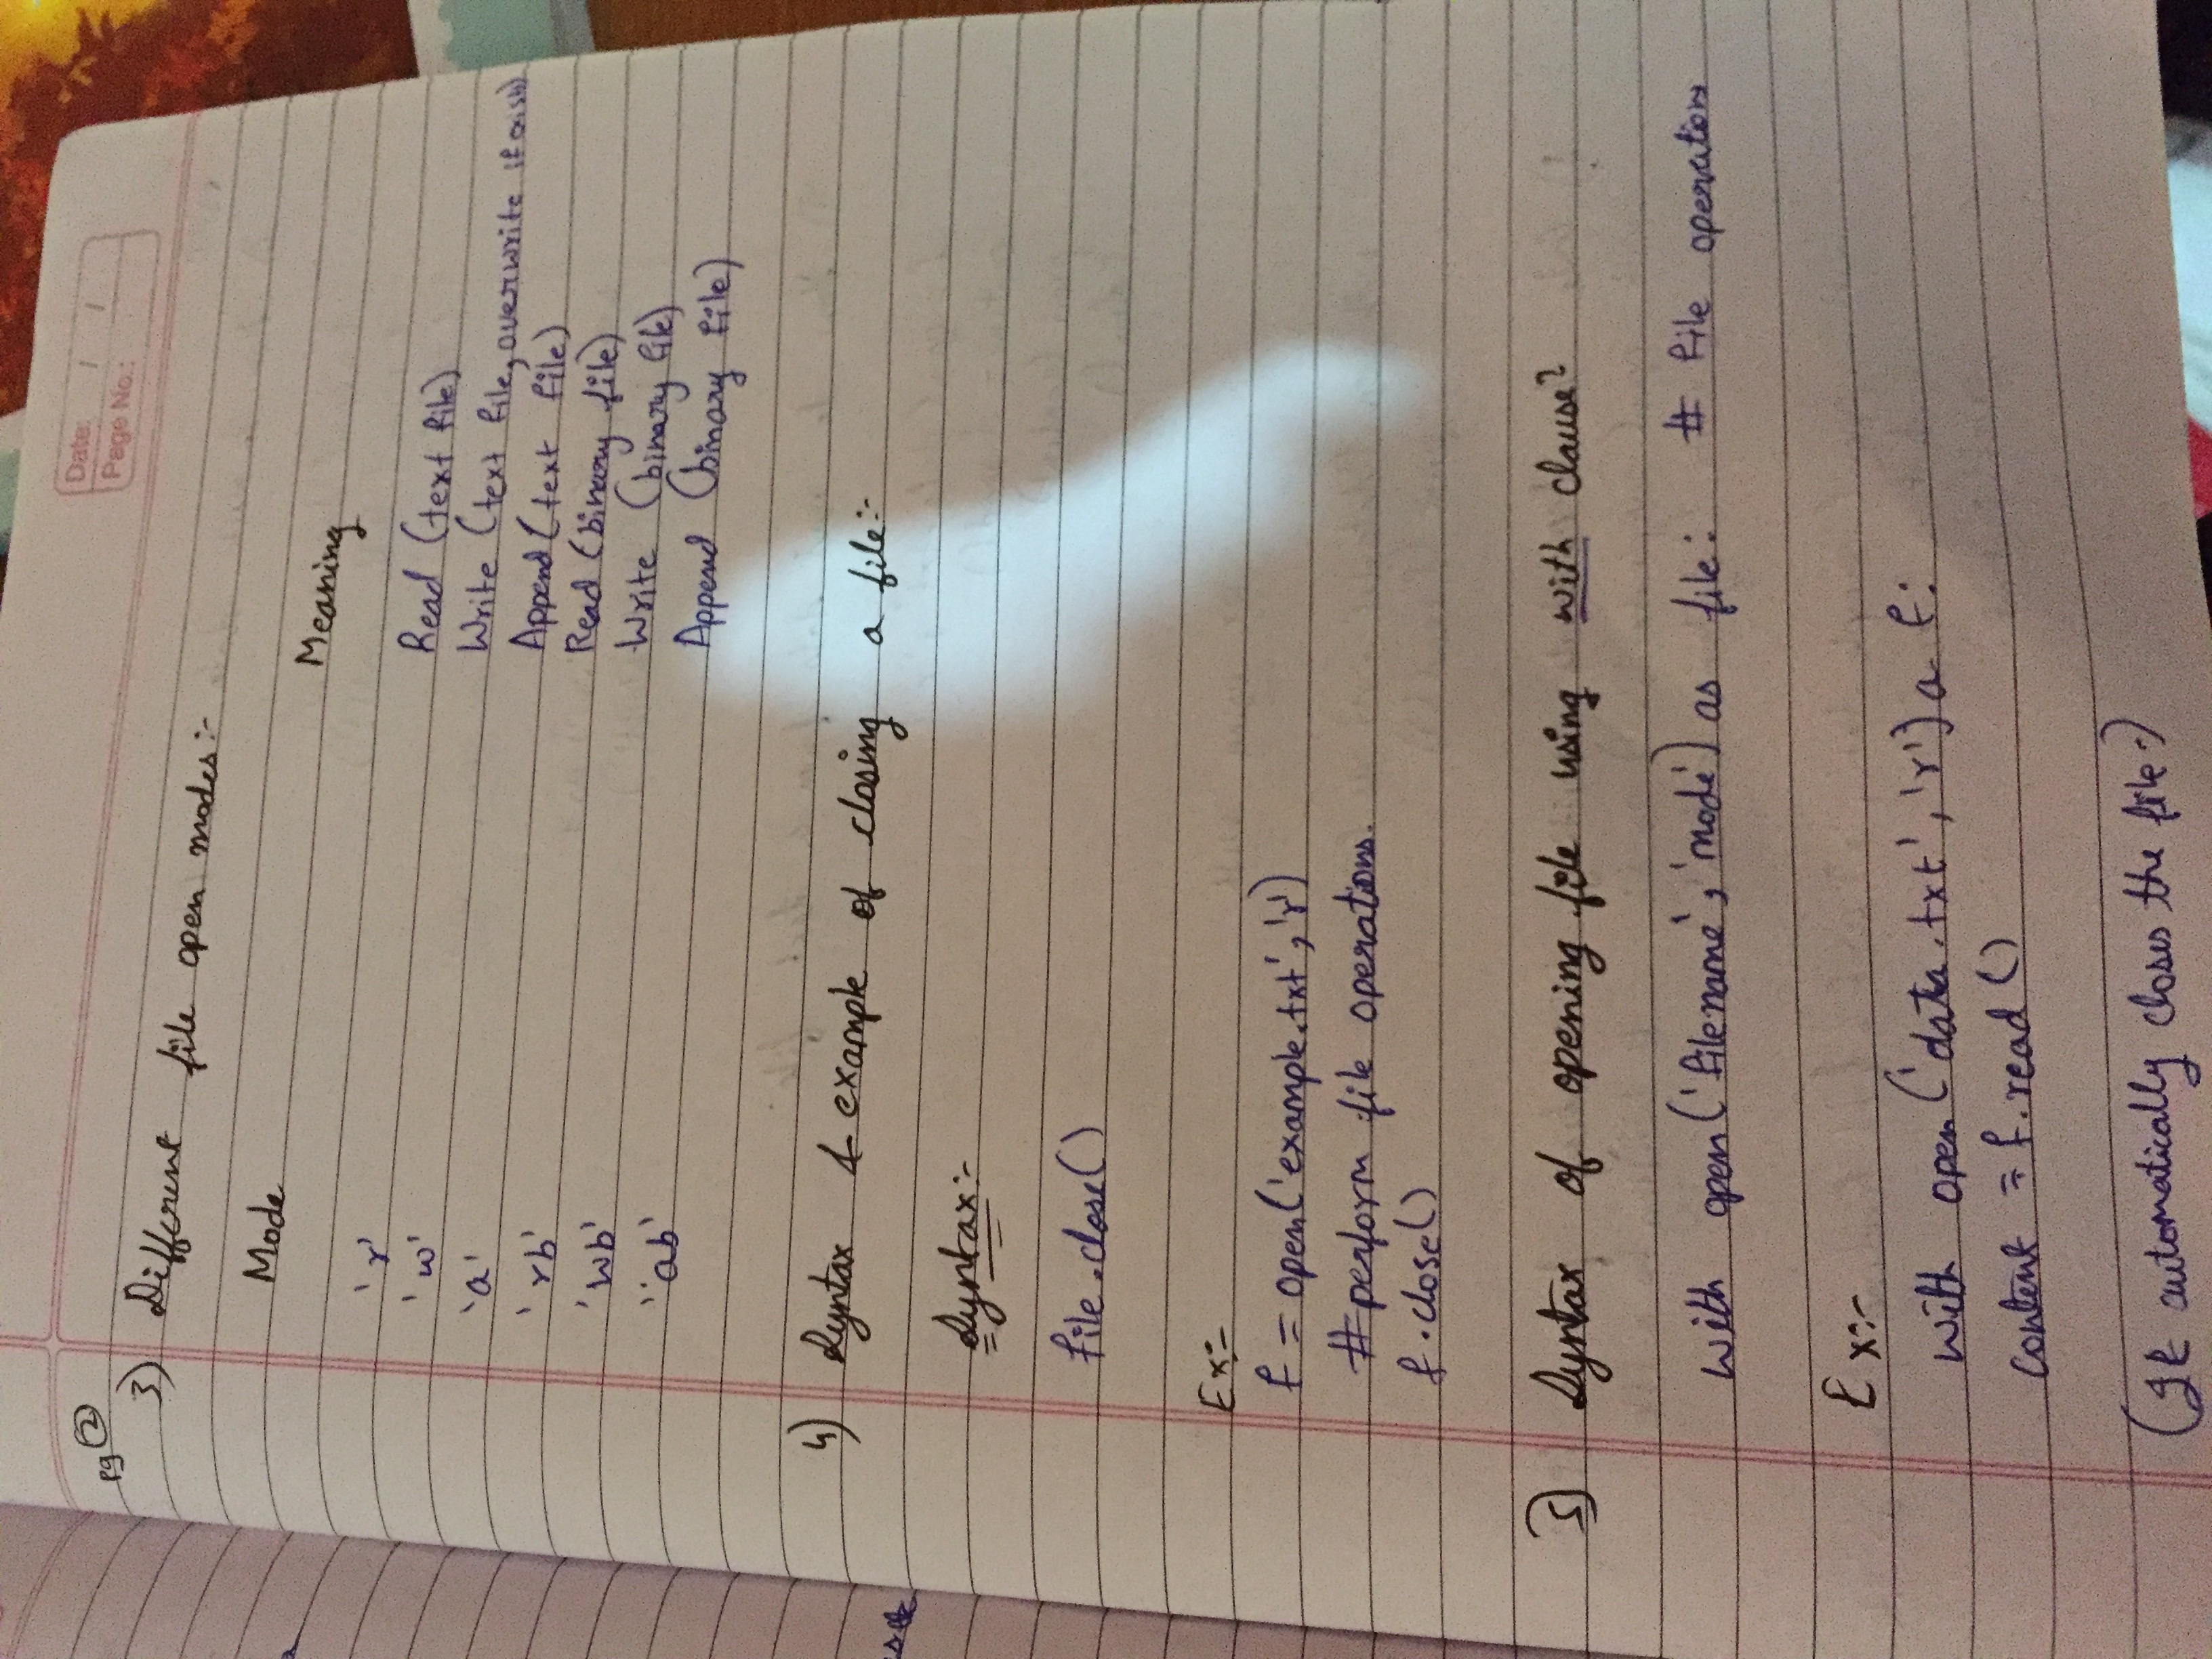 pg ②
Date: / /
Page No.:
3) Different file open modes:-
Mode Meaning
'r' Read (text file)
'w' Write (text file, overwrite if exists)
'a' Append (text file)
'rb' Read (binary file)
'wb' Write (binary file)
'ab' Append (binary file)
4) Syntax & example of closing a file:-
Syntax:-
file.close()
Ex:-
f = open('example.txt', 'r')
#perform file operations.
f.close()
5) Syntax of opening file using with clause?
with open('filename', 'mode') as file: # file operations
Ex:-
with open('data.txt', 'r') a f:
content = f.read()
(It automatically closes the file.)